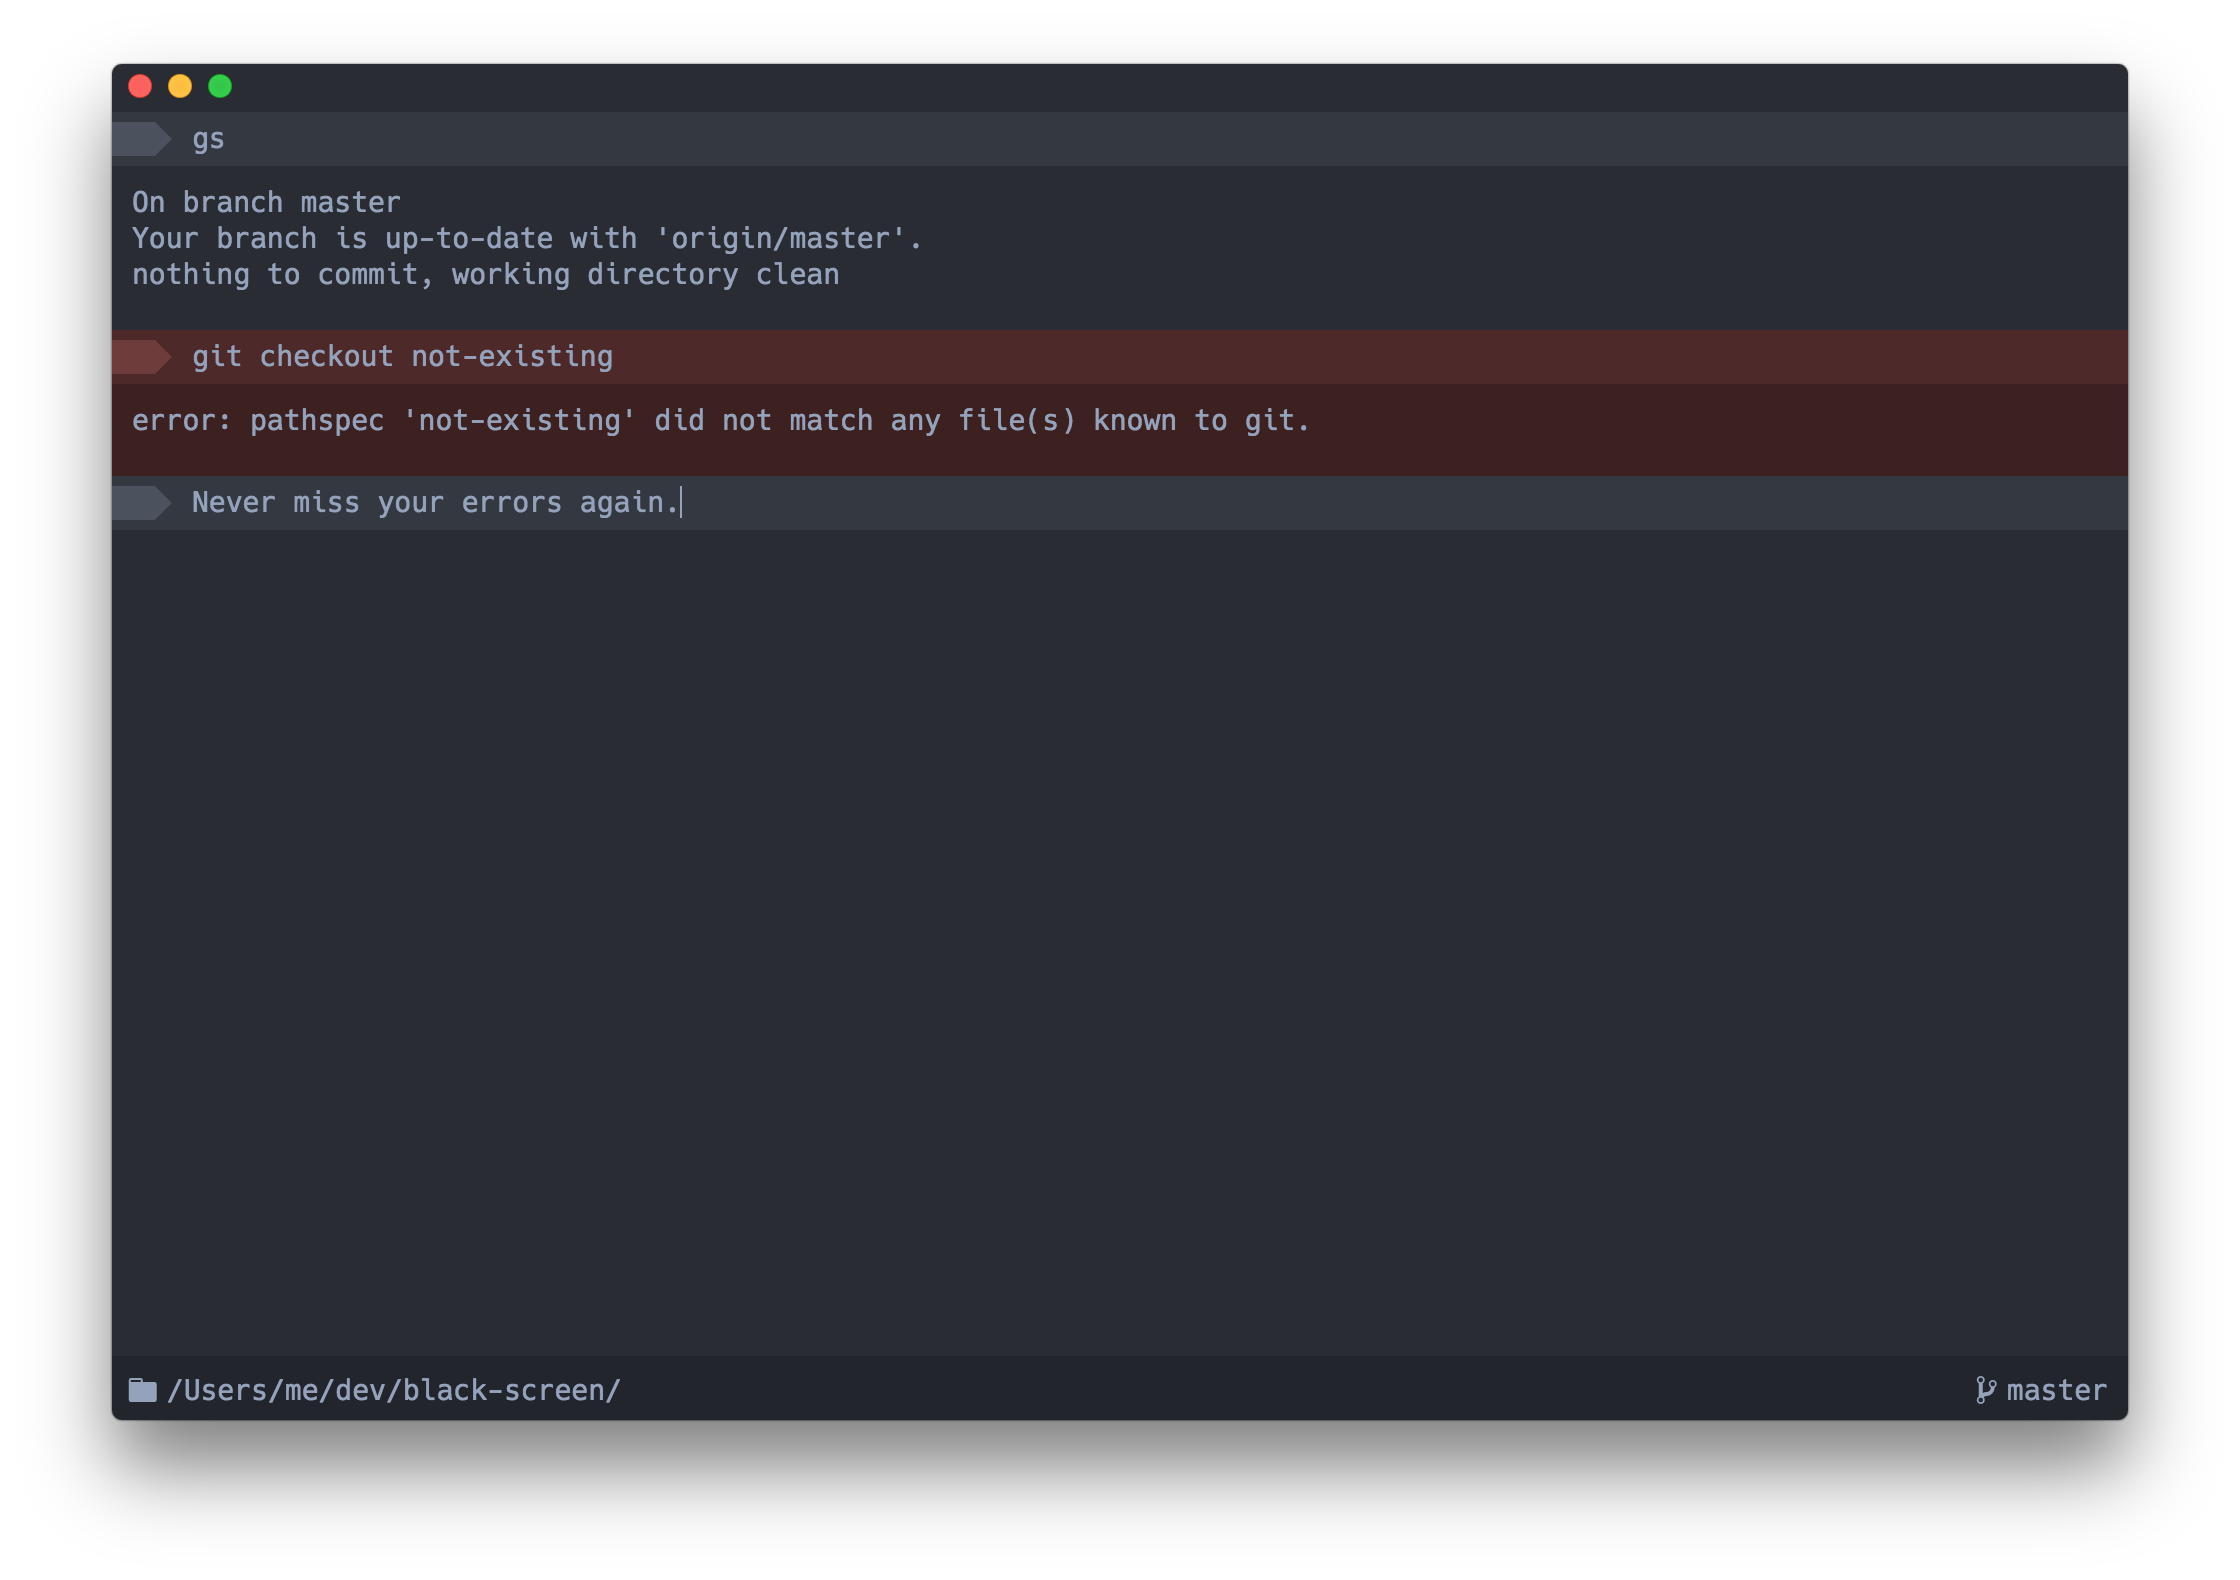 gs
On branch master
Your branch is up-to-date with 'origin/master'.
nothing to commit, working directory clean
git checkout not-existing
error: pathspec 'not-existing' did not match any file(s) known to git.
Never miss your errors again.
/Users/me/dev/black-screen/
master